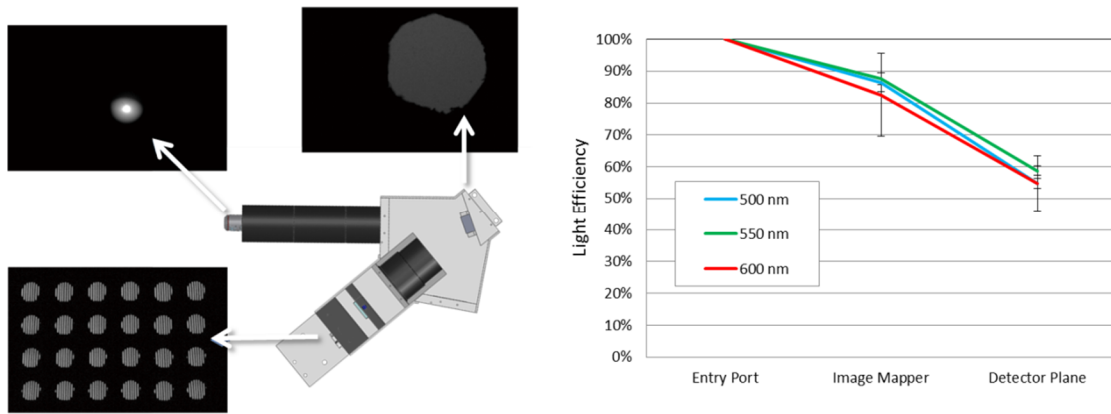 100%
90%
80%
70%
60%
50%
40%
30%
20%
10%
0%
Light Efficiency
500 nm
550 nm
600 nm
Entry Port Image Mapper Detector Plane